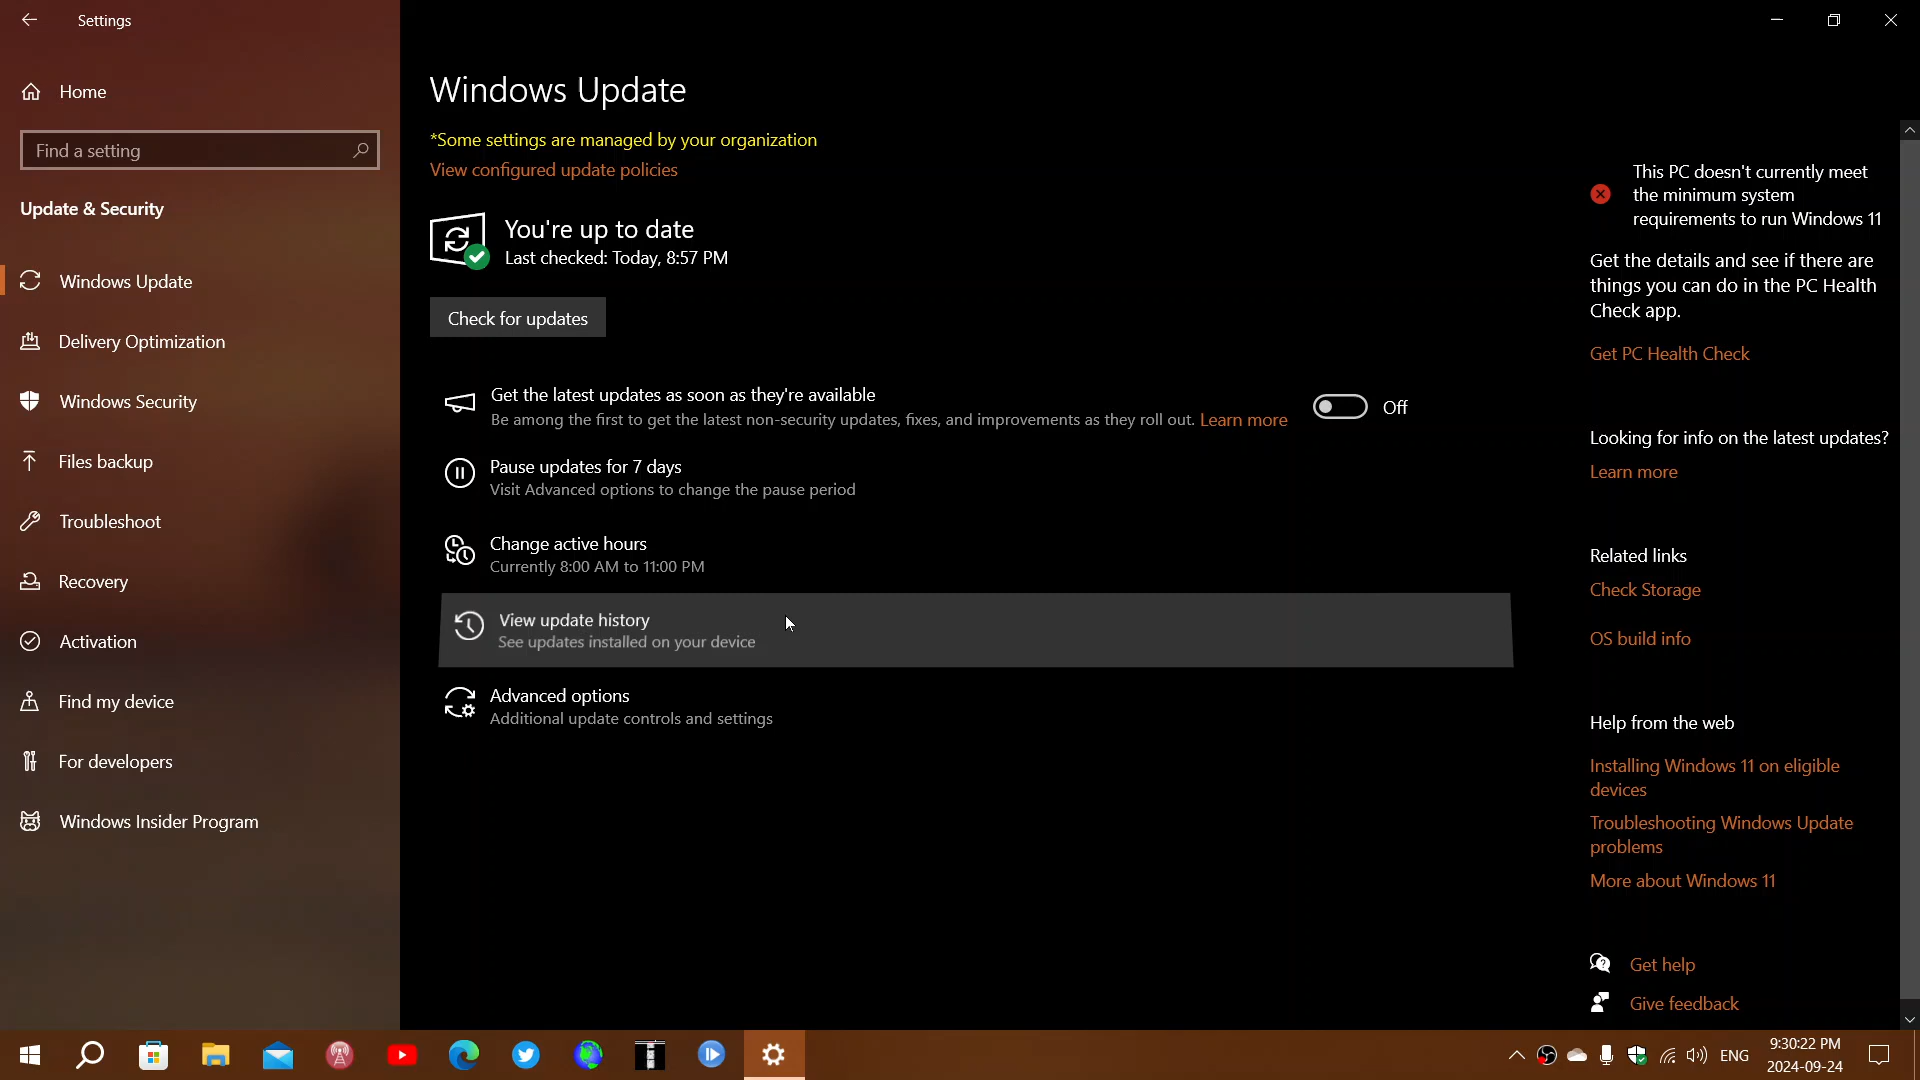 Settings
Home
Find a setting
Update & Security
Windows Update
Delivery Optimization
Windows Security
Files backup
Troubleshoot
Recovery
Activation
Find my device
For developers
Windows Insider Program
Windows Update
*Some settings are managed by your organization
View configured update policies
You're up to date
Last checked: Today, 8:57 PM
Check for updates
Get the latest updates as soon as they're available
Be among the first to get the latest non-security updates, fixes, and improvements as they roll out. Learn more
Off
Pause updates for 7 days
Visit Advanced options to change the pause period
Change active hours
Currently 8:00 AM to 11:00 PM
View update history
See updates installed on your device
Advanced options
Additional update controls and settings
This PC doesn't currently meet
the minimum system
requirements to run Windows 11
Get the details and see if there are
things you can do in the PC Health
Check app.
Get PC Health Check
Looking for info on the latest updates?
Learn more
Related links
Check Storage
OS build info
Help from the web
Installing Windows 11 on eligible
devices
Troubleshooting Windows Update
problems
More about Windows 11
Get help
Give feedback
ENG
9:30:22 PM
2024-09-24